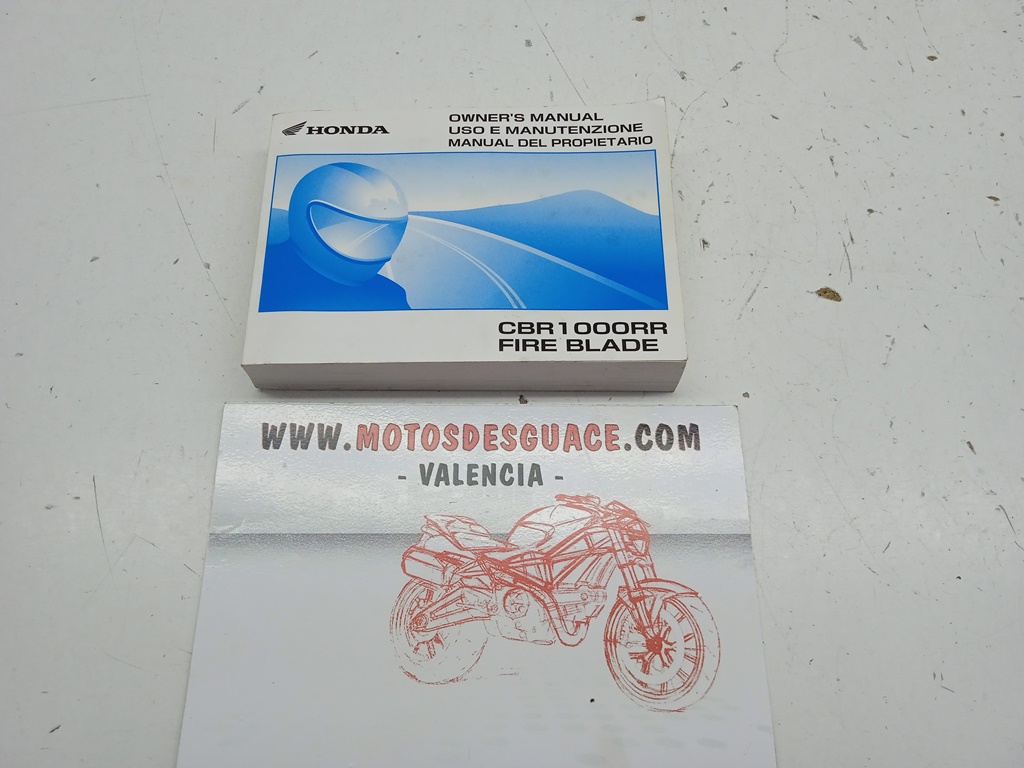 HONDA
OWNER'S MANUAL
USO E MANUTENZIONE
MANUAL DEL PROPIETARIO
CBR1000RR
FIRE BLADE
WWW.MOTOSDESGUACE.COM
- VALENCIA -